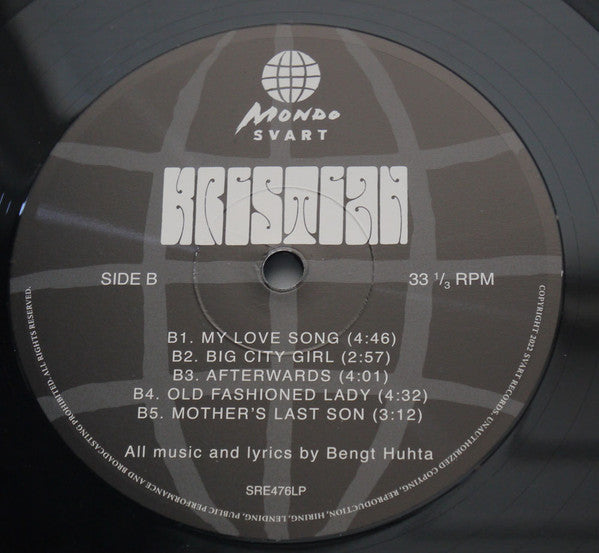 MONDO
SVART
KRISTIAN
SIDE B
33 1/3 RPM
B1. MY LOVE SONG (4:46)
B2. BIG CITY GIRL (2:57)
B3. AFTERWARDS (4:01)
B4. OLD FASHIONED LADY (4:32)
B5. MOTHER'S LAST SON (3:12)
All music and lyrics by Bengt Huhta
SRE476LP
COPYRIGHT 2022 SVART RECORDS. UNAUTHORIZED COPYING, REPRODUCTION, HIRING, LENDING, PUBLIC PERFORMANCE AND BROADCASTING PROHIBITED. ALL RIGHTS RESERVED.